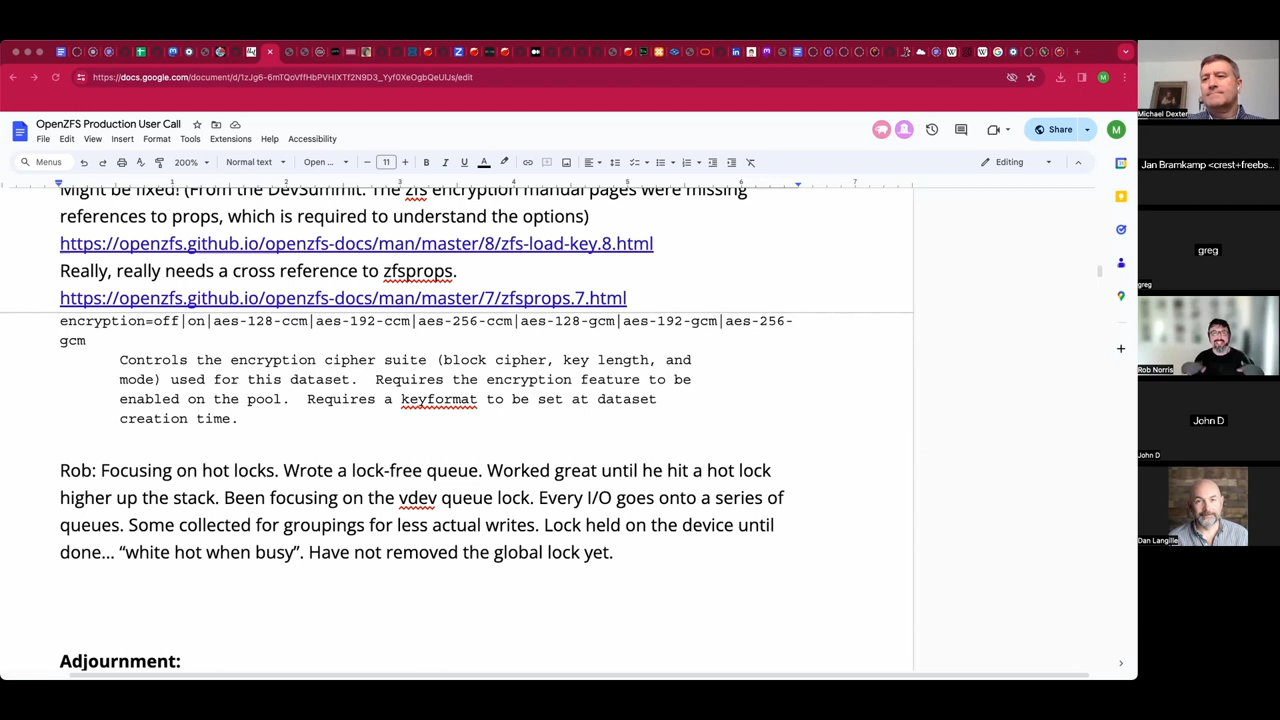 https://docs.google.com/document/d/1zJg6-6mTQoVffHbPVHIXTf2N9D3_Yyf0XeOgbQeUIJs/edit
OpenZFS Production User Call
File Edit View Insert Format Tools Extensions Help Accessibility
Share
M
Menus 200% Normal text Open ... 11 Editing
1 2 3 4 5 6 7
Might be fixed! (From the DevSummit. The zfs encryption manual pages were missing
references to props, which is required to understand the options)
https://openzfs.github.io/openzfs-docs/man/master/8/zfs-load-key.8.html
Really, really needs a cross reference to zfsprops.
https://openzfs.github.io/openzfs-docs/man/master/7/zfsprops.7.html
encryption=off|on|aes-128-ccm|aes-192-ccm|aes-256-ccm|aes-128-gcm|aes-192-gcm|aes-256-
gcm
Controls the encryption cipher suite (block cipher, key length, and
mode) used for this dataset. Requires the encryption feature to be
enabled on the pool. Requires a keyformat to be set at dataset
creation time.
Rob: Focusing on hot locks. Wrote a lock-free queue. Worked great until he hit a hot lock
higher up the stack. Been focusing on the vdev queue lock. Every I/O goes onto a series of
queues. Some collected for groupings for less actual writes. Lock held on the device until
done... “white hot when busy”. Have not removed the global lock yet.
Adjournment:
Michael Dexter
Jan Bramkamp <crest+freebs...
greg
greg
Rob Norris
John D
John D
Dan Langille